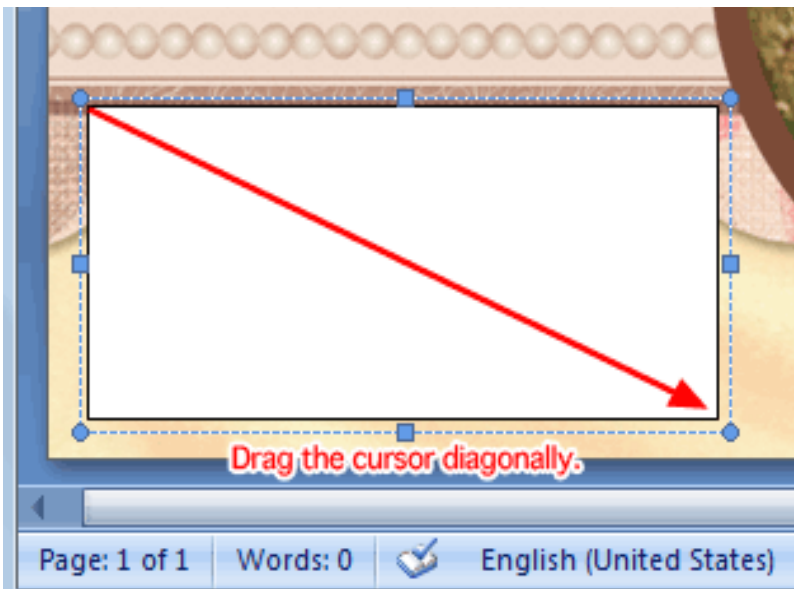 Drag the cursor diagonally.
Page: 1 of 1 Words: 0 English (United States)